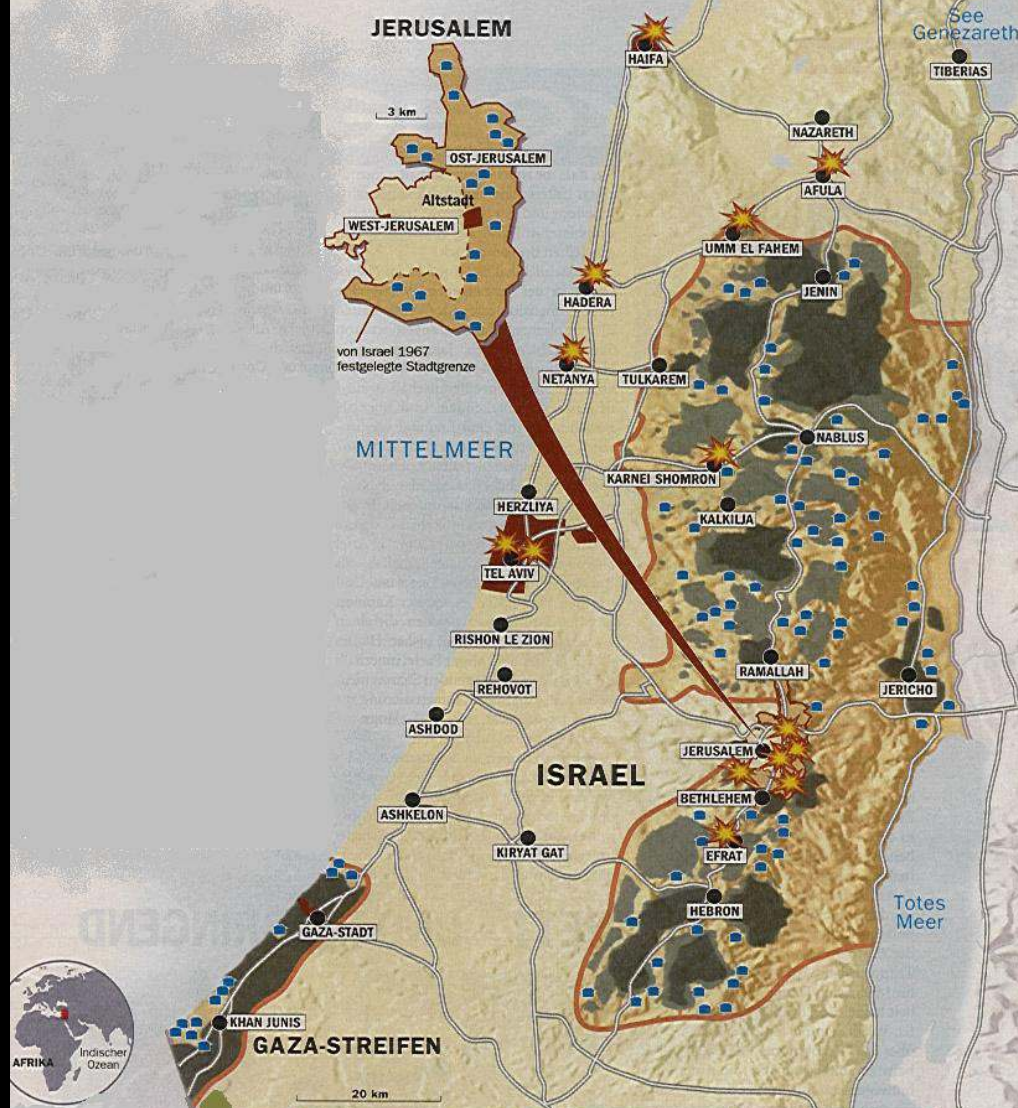 JERUSALEM
3 km
OST-JERUSALEM
Altstadt
WEST-JERUSALEM
von Israel 1967
festgelegte Stadtgrenze
See
Genezareth
HAIFA
TIBERIAS
NAZARETH
AFULA
UMM EL FAHEM
JENIN
HADERA
NETANYA
TULKAREM
MITTELMEER
NABLUS
KARNEI SHOMRON
HERZLIYA
KALKILJA
TEL AVIV
RISHON LE ZION
RAMALLAH
REHOVOT
JERICHO
ASHDOD
JERUSALEM
ISRAEL
BETHLEHEM
ASHKELON
KIRYAT GAT
EFRAT
HEBRON
Totes
Meer
GAZA-STADT
KHAN JUNIS
GAZA-STREIFEN
AFRIKA
Indischer
Ozean
20 km